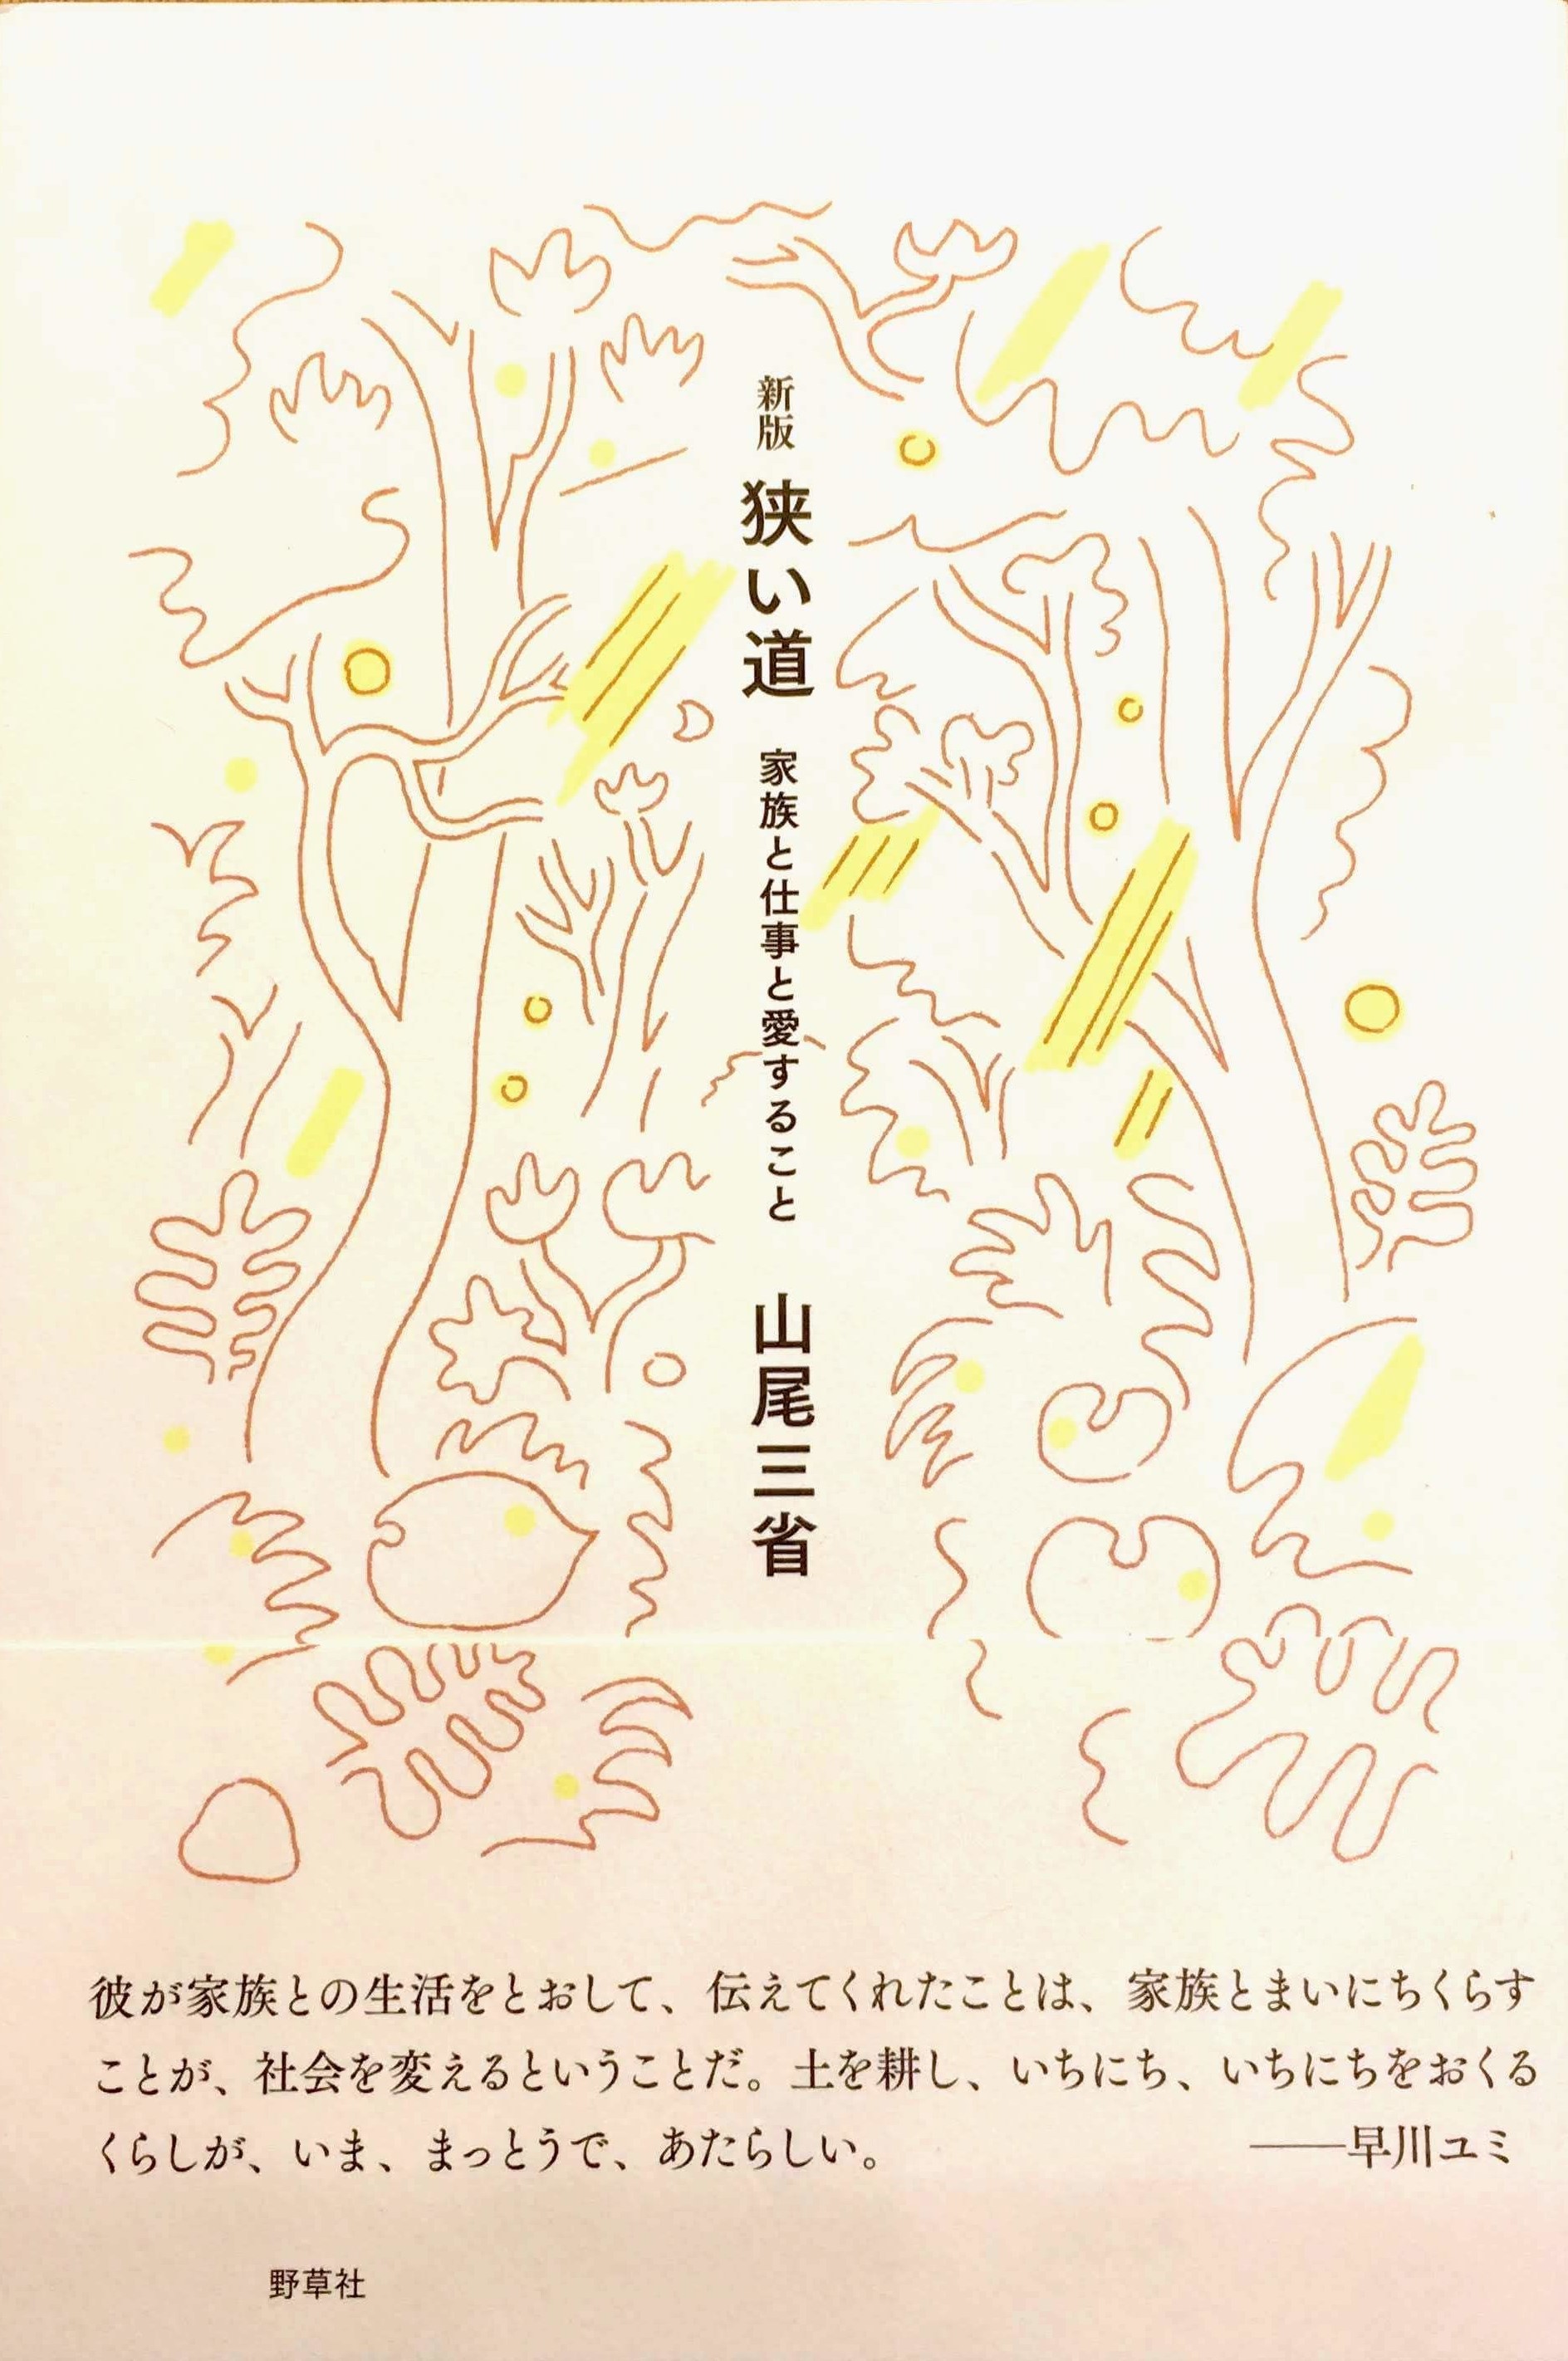 新版
狭い道
家族と仕事と愛すること
山尾三省
彼が家族との生活をとおして、伝えてくれたことは、家族とまいにちくらす
ことが、社会を変えるということだ。土を耕し、いちにち、いちにちをおくる
くらしが、いま、まっとうで、あたらしい。 ――早川ユミ
野草社